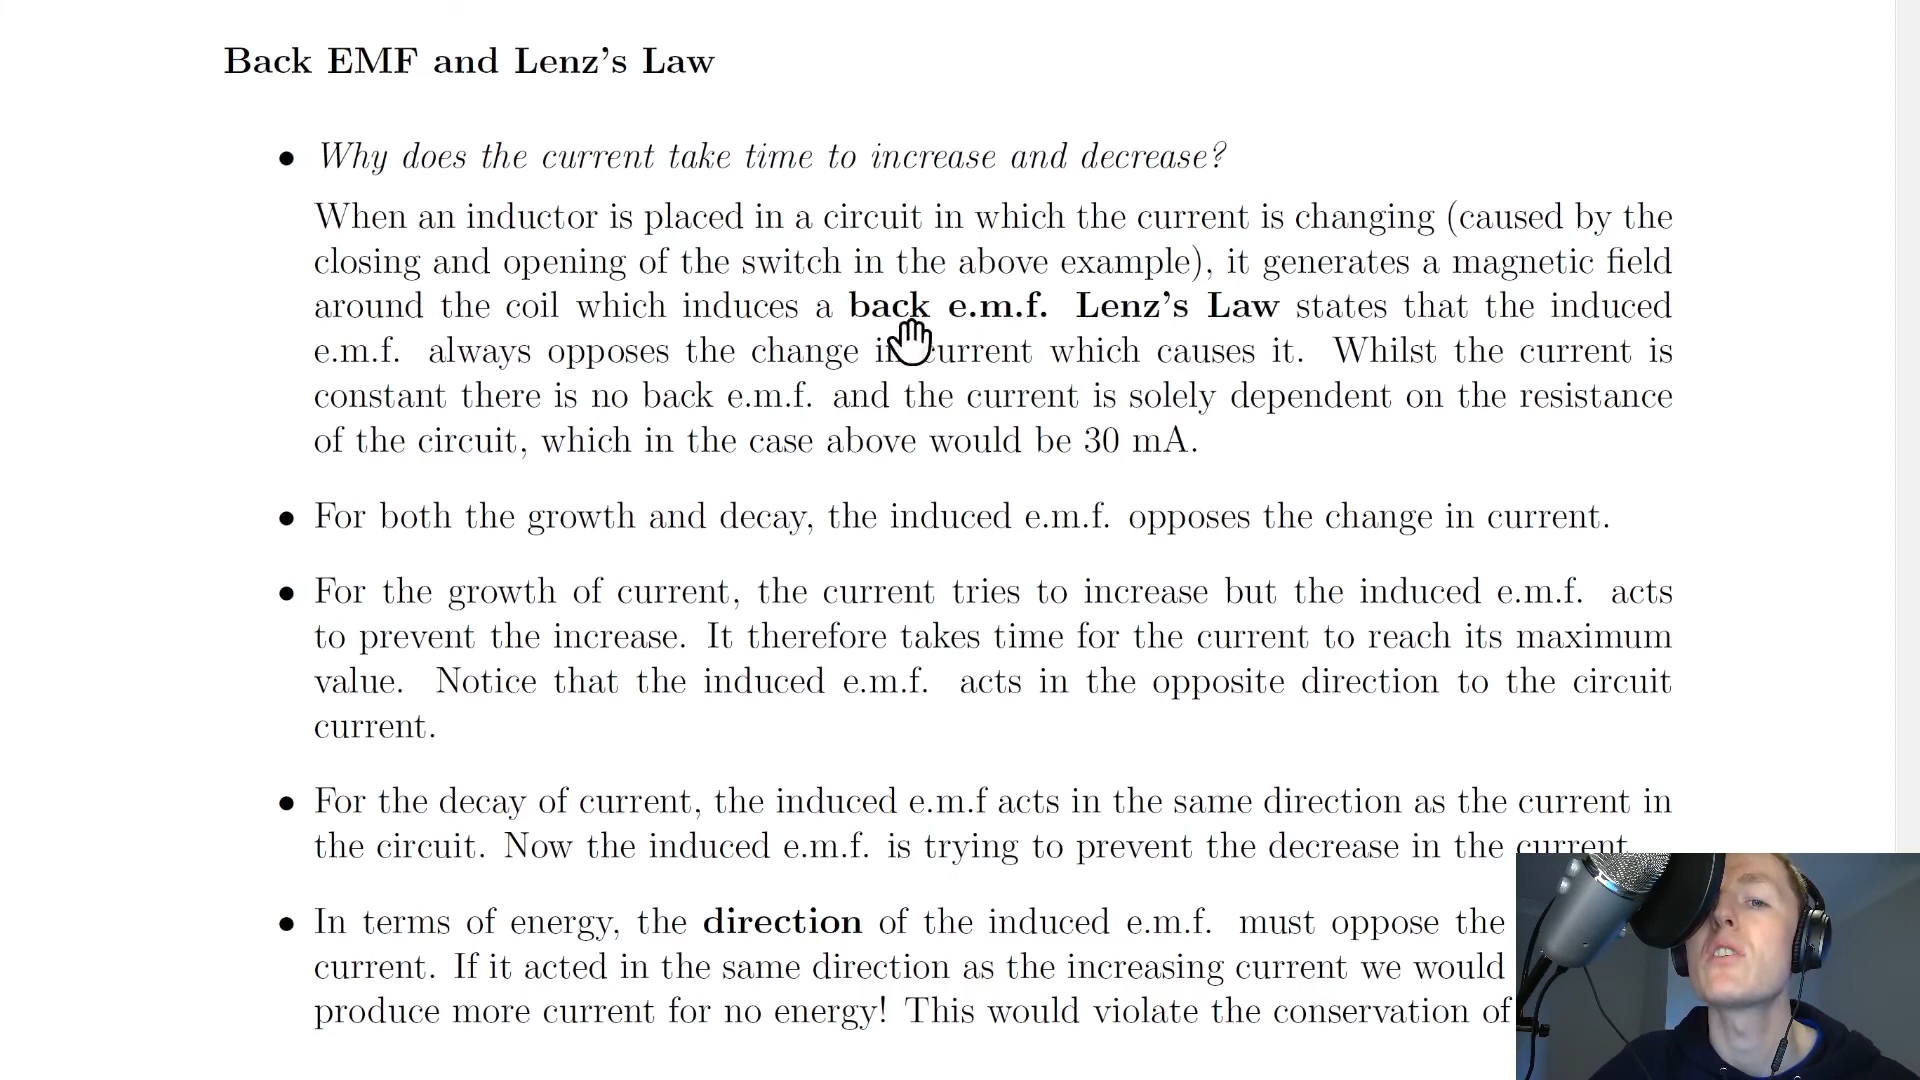 Back EMF and Lenz's Law
• Why does the current take time to increase and decrease?
When an inductor is placed in a circuit in which the current is changing (caused by the
closing and opening of the switch in the above example), it generates a magnetic field
around the coil which induces a back e.m.f. Lenz's Law states that the induced
e.m.f. always opposes the change in current which causes it. Whilst the current is
constant there is no back e.m.f. and the current is solely dependent on the resistance
of the circuit, which in the case above would be 30 mA.
• For both the growth and decay, the induced e.m.f. opposes the change in current.
• For the growth of current, the current tries to increase but the induced e.m.f. acts
to prevent the increase. It therefore takes time for the current to reach its maximum
value. Notice that the induced e.m.f. acts in the opposite direction to the circuit
current.
• For the decay of current, the induced e.m.f acts in the same direction as the current in
the circuit. Now the induced e.m.f. is trying to prevent the decrease in the current
• In terms of energy, the direction of the induced e.m.f. must oppose the
current. If it acted in the same direction as the increasing current we would
produce more current for no energy! This would violate the conservation of